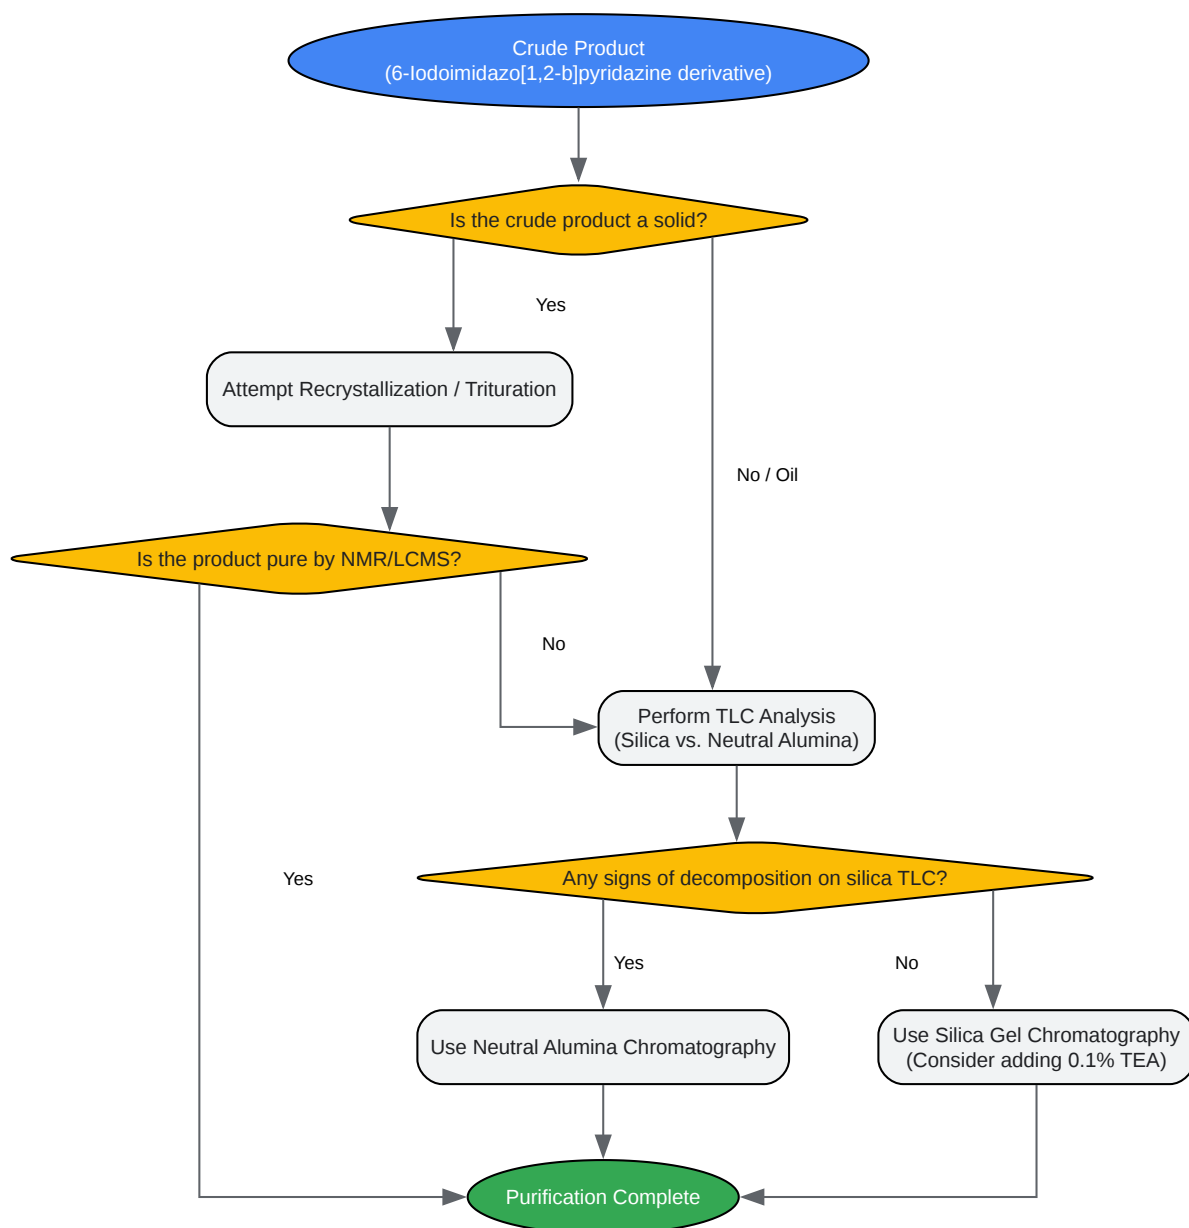 Crude Product
(6-Iodoimidazo[1,2-b]pyridazine derivative)
Is the crude product a solid?
Yes
Attempt Recrystallization / Trituration
No / Oil
Is the product pure by NMR/LCMS?
No
Perform TLC Analysis
(Silica vs. Neutral Alumina)
Yes
Any signs of decomposition on silica TLC?
Yes
No
Use Neutral Alumina Chromatography
Use Silica Gel Chromatography
(Consider adding 0.1% TEA)
Purification Complete